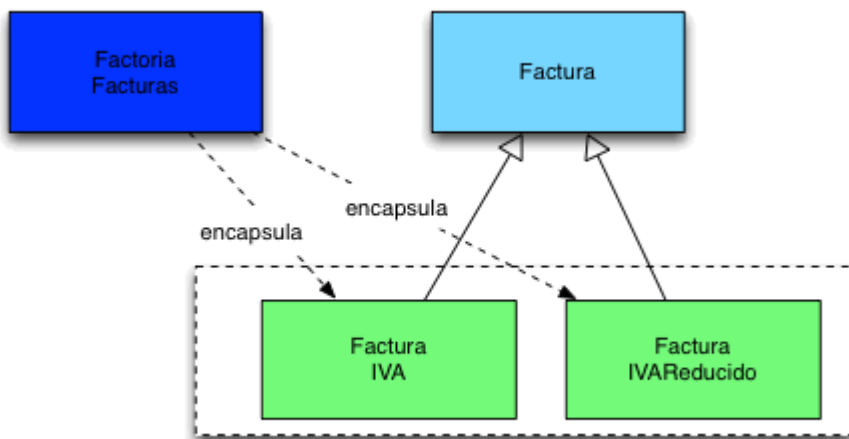 Factoria
Facturas
Factura
encapsula
encapsula
Factura
IVA
Factura
IVAReducido